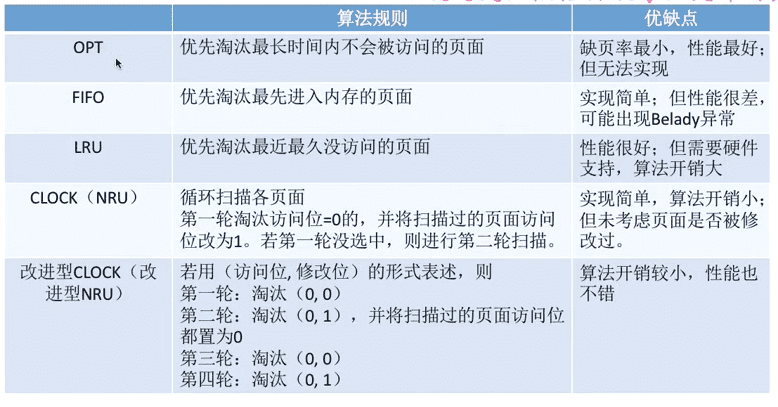 算法规则
优缺点
OPT
优先淘汰最长时间内不会被访问的页面
缺页率最小，性能最好；
但无法实现
FIFO
优先淘汰最先进入内存的页面
实现简单；但性能很差，
可能出现Belady异常
LRU
优先淘汰最近最久没访问的页面
性能很好；但需要硬件
支持，算法开销大
CLOCK（NRU）
循环扫描各页面
第一轮淘汰访问位=0的，并将扫描过的页面访问
位改为1。若第一轮没选中，则进行第二轮扫描。
实现简单，算法开销小；
但未考虑页面是否被修
改过。
改进型CLOCK（改
进型NRU）
若用（访问位, 修改位）的形式表述，则
第一轮：淘汰（0, 0）
第二轮：淘汰（0, 1），并将扫描过的页面访问位
都置为0
第三轮：淘汰（0, 0）
第四轮：淘汰（0, 1）
算法开销较小，性能也
不错